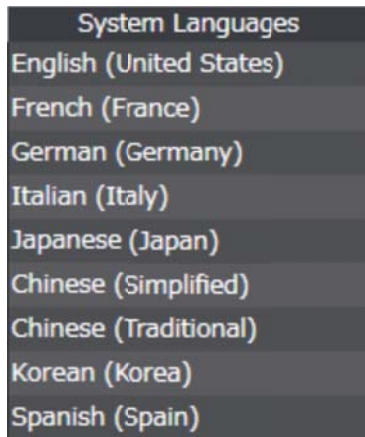 System Languages
English (United States)
French (France)
German (Germany)
Italian (Italy)
Japanese (Japan)
Chinese (Simplified)
Chinese (Traditional)
Korean (Korea)
Spanish (Spain)